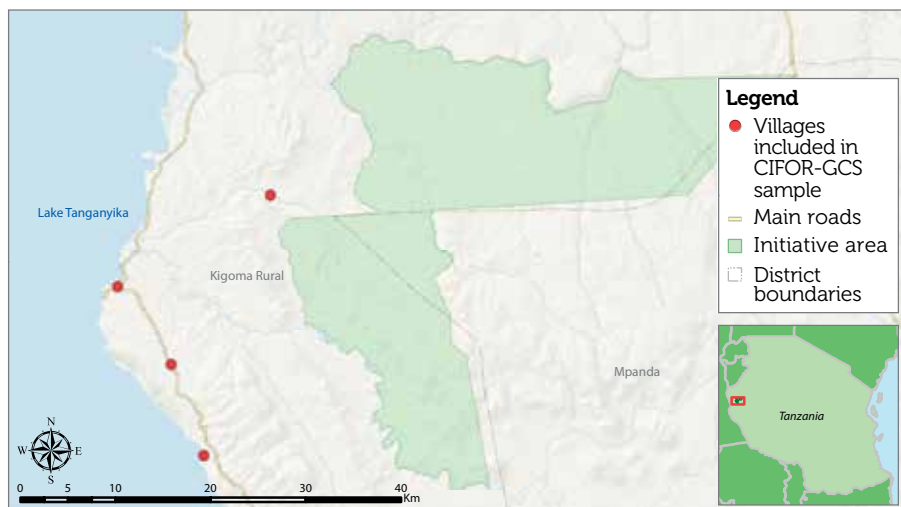 Legend
Villages
included in
CIFOR-GCS
sample
Main roads
Initiative area
District
boundaries
Lake Tanganyika
Kigoma Rural
Mpanda
Tanzania
N
W E
S
0 5 10 20 30 40
Km